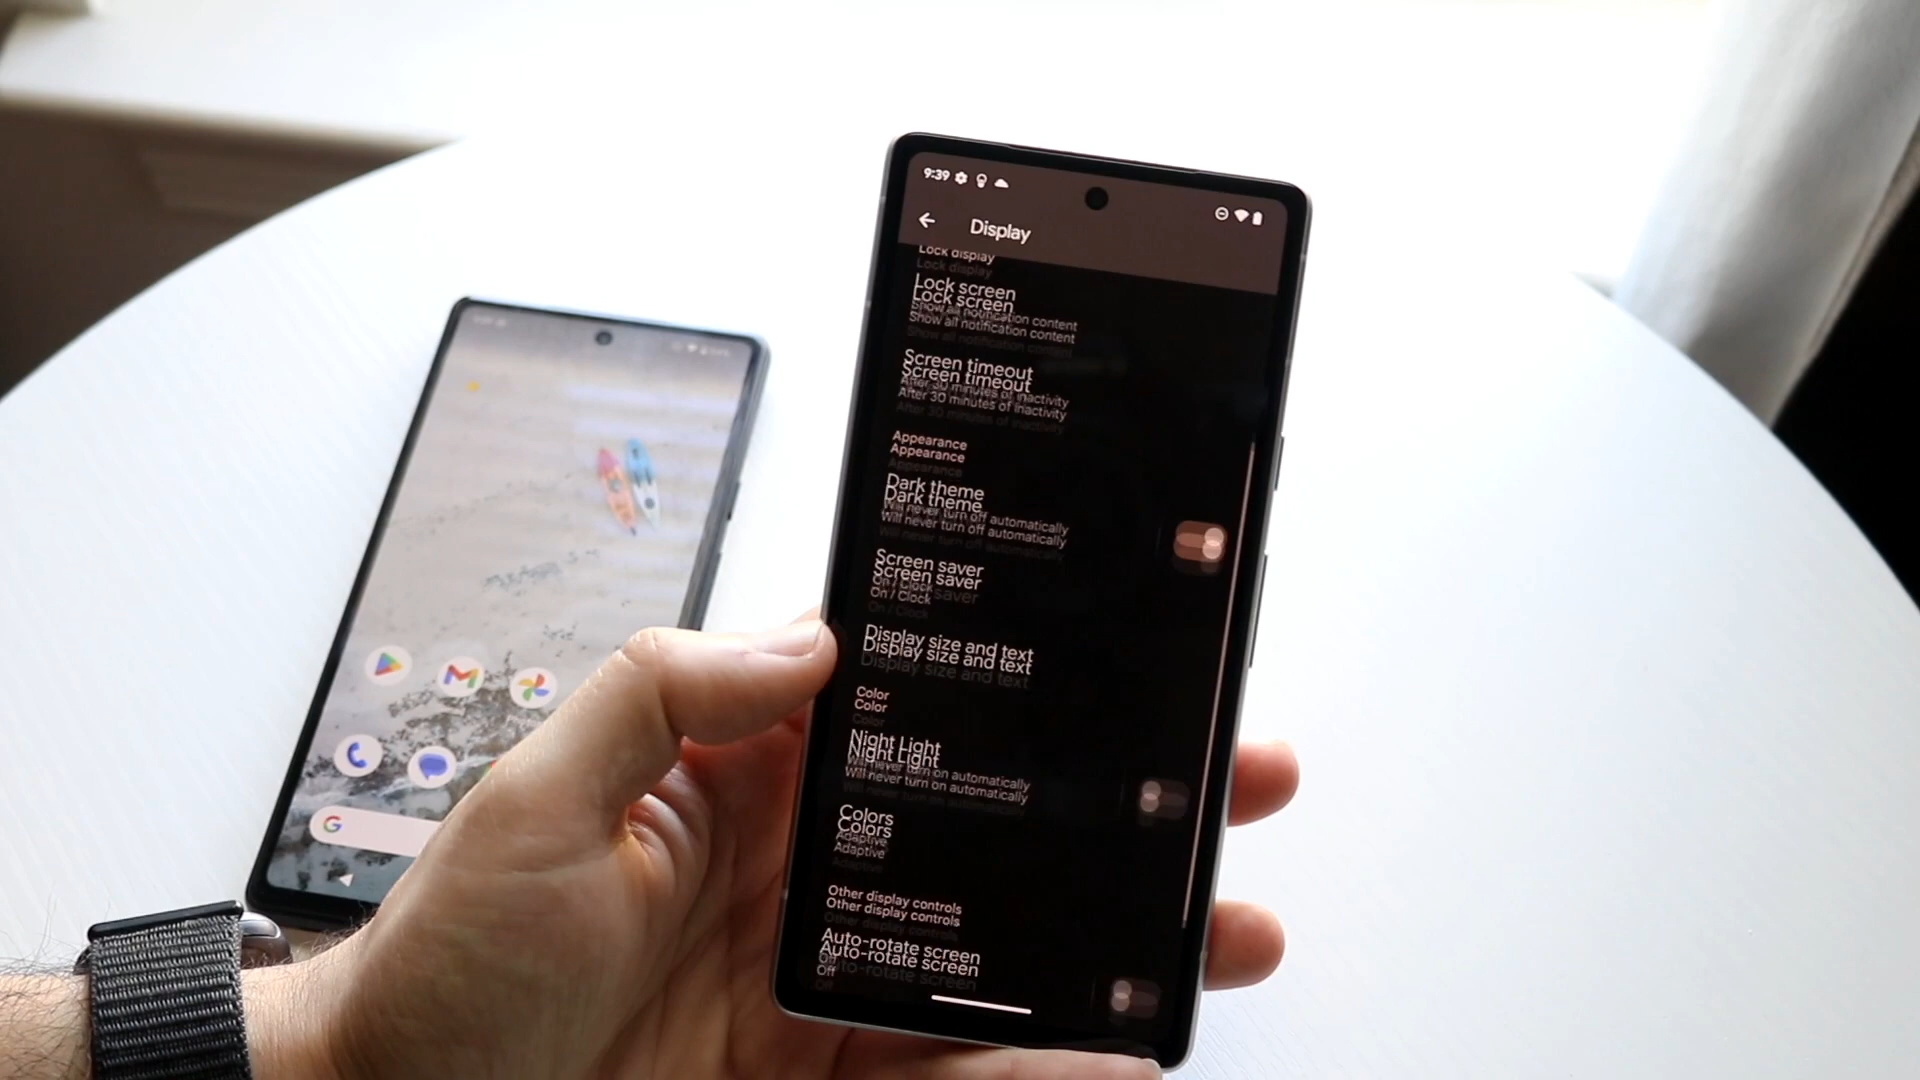 9:39
Display
Lock display
Lock screen
Show all notification content
Screen timeout
After 30 minutes of inactivity
Appearance
Dark theme
Will never turn off automatically
Screen saver
On / Clock
Display size and text
Color
Night Light
Will never turn on automatically
Colors
Adaptive
Other display controls
Auto-rotate screen
Off
G